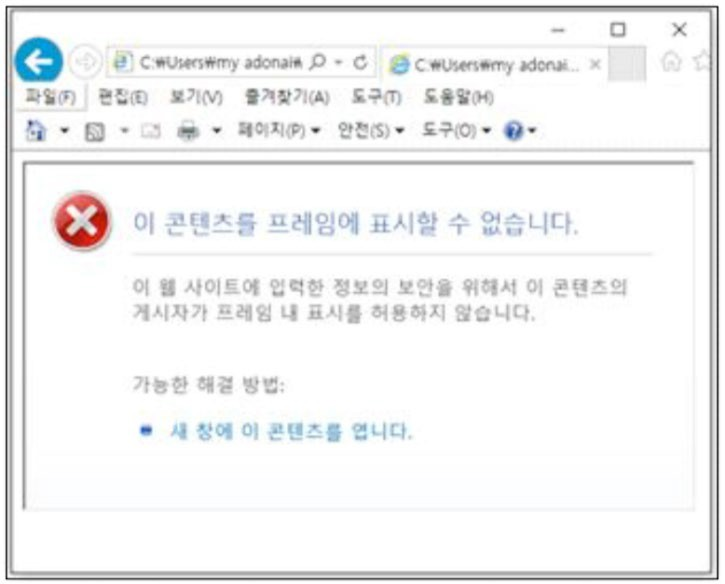 C:₩Users₩my adonai₩
C:₩Users₩my adonai...
파일(F) 편집(E) 보기(V) 즐겨찾기(A) 도구(T) 도움말(H)
페이지(P) 안전(S) 도구(O)
이 콘텐츠를 프레임에 표시할 수 없습니다.
이 웹 사이트에 입력한 정보의 보안을 위해서 이 콘텐츠의
게시자가 프레임 내 표시를 허용하지 않습니다.
가능한 해결 방법:
새 창에 이 콘텐츠를 엽니다.